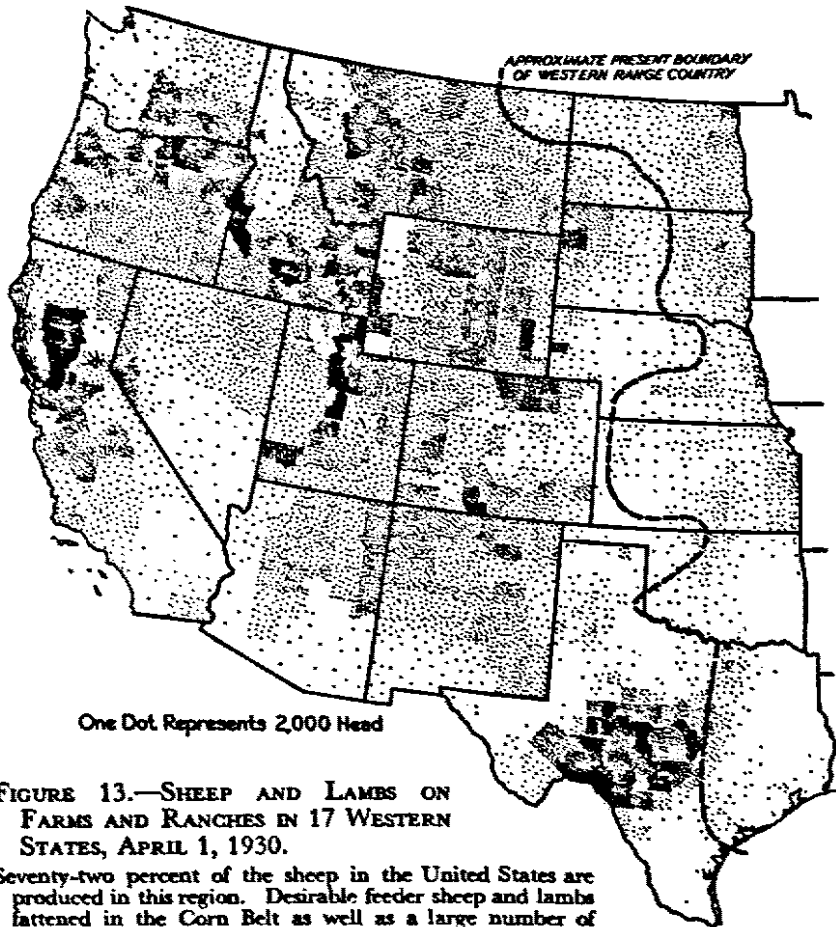 APPROXIMATE PRESENT BOUNDARY
OF WESTERN RANGE COUNTRY
One Dot Represents 2,000 Head
FIGURE 13.—SHEEP AND LAMBS ON
FARMS AND RANCHES IN 17 WESTERN
STATES, APRIL 1, 1930.
Seventy-two percent of the sheep in the United States are
produced in this region. Desirable feeder sheep and lambs
fattened in the Corn Belt as well as a large number of